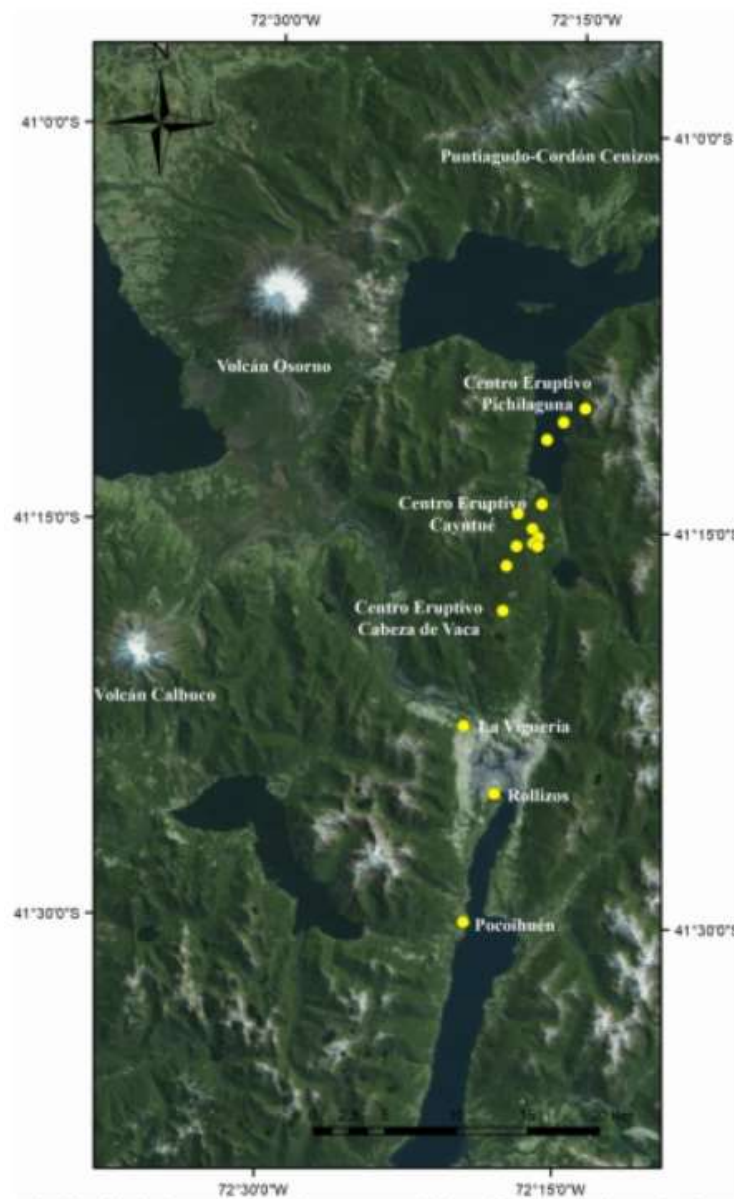 72°30'0"W
72°15'0"W
N
41°0'0"S
41°0'0"S
Puntiagudo-Cordón Cenizos
Volcán Osorno
Centro Eruptivo
Pichilaguna
Centro Eruptivo
Cayutué
41°15'0"S
41°15'0"S
Centro Eruptivo
Cabeza de Vaca
Volcán Calbuco
La Viguería
Rollizos
41°30'0"S
Pocoihuén
41°30'0"S
72°30'0"W
72°15'0"W